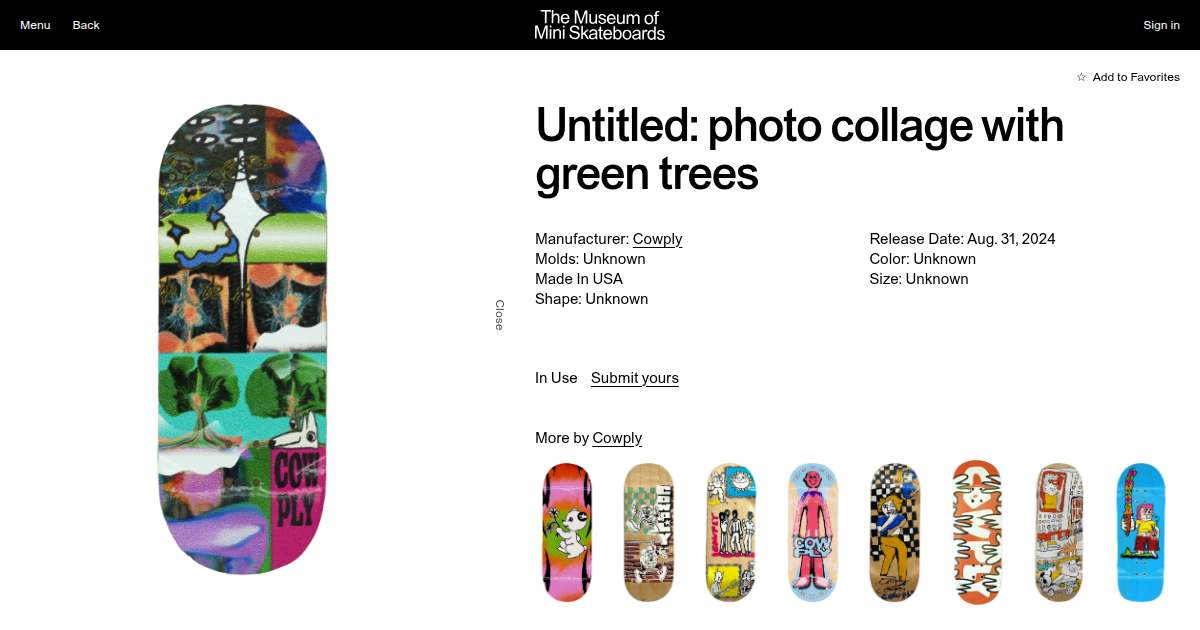 Menu
Back
The Museum of
Mini Skateboards
Sign in
☆ Add to Favorites
Untitled: photo collage with
green trees
Manufacturer: Cowply
Molds: Unknown
Made In USA
Shape: Unknown
Release Date: Aug. 31, 2024
Color: Unknown
Size: Unknown
Close
In Use
Submit yours
More by Cowply
COW
PLY